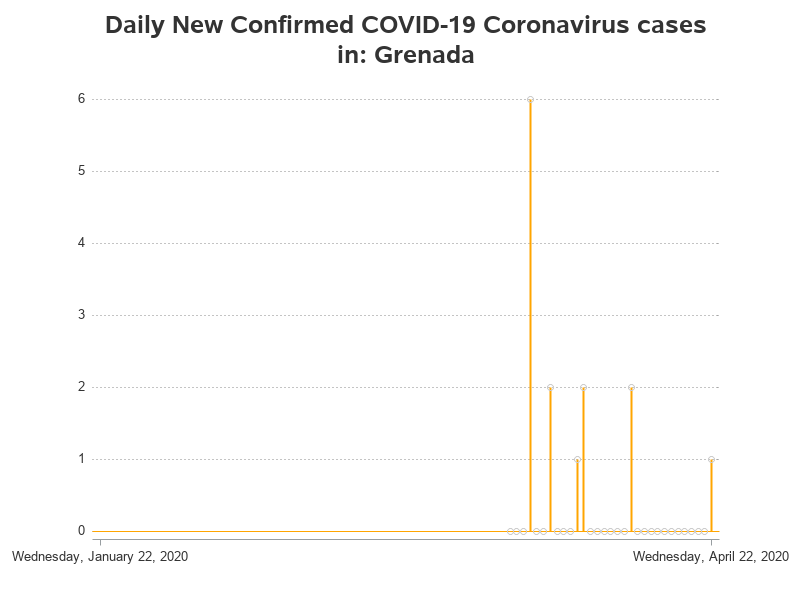 Daily New Confirmed COVID-19 Coronavirus cases
in: Grenada
6
5
4
3
2
1
0
Wednesday, January 22, 2020 Wednesday, April 22, 2020